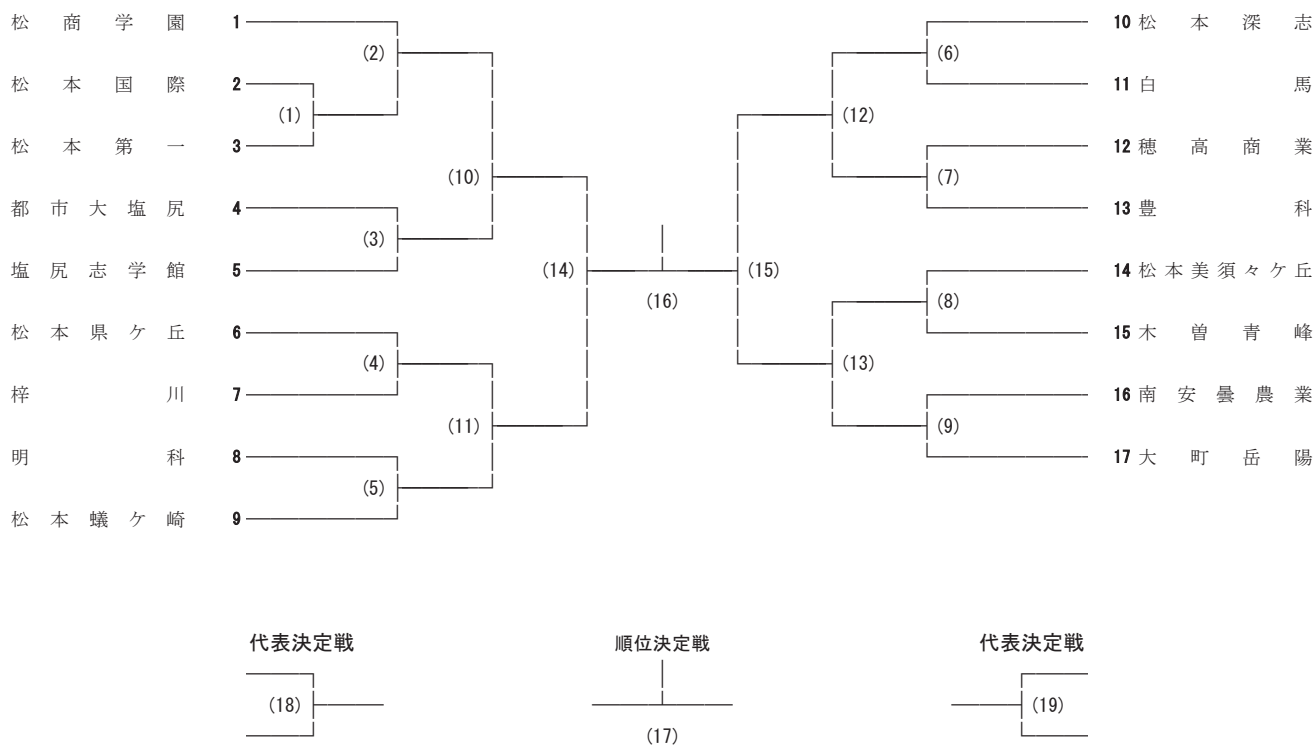 松商学園 1
(2)
松本国際 2
(1)
松本第一 3
(10)
都市大塩尻 4
(3)
塩尻志学館 5
(14)
松本県ケ丘 6
(4)
梓川 7
(11)
明科 8
(5)
松本蟻ケ崎 9
(16)
10 松本深志
(6)
11 白馬
(12)
12 穂高商業
(7)
13 豊科
(15)
14 松本美須々ケ丘
(8)
15 木曽青峰
(13)
16 南安曇農業
(9)
17 大町岳陽
代表決定戦
(18)
順位決定戦
(17)
代表決定戦
(19)